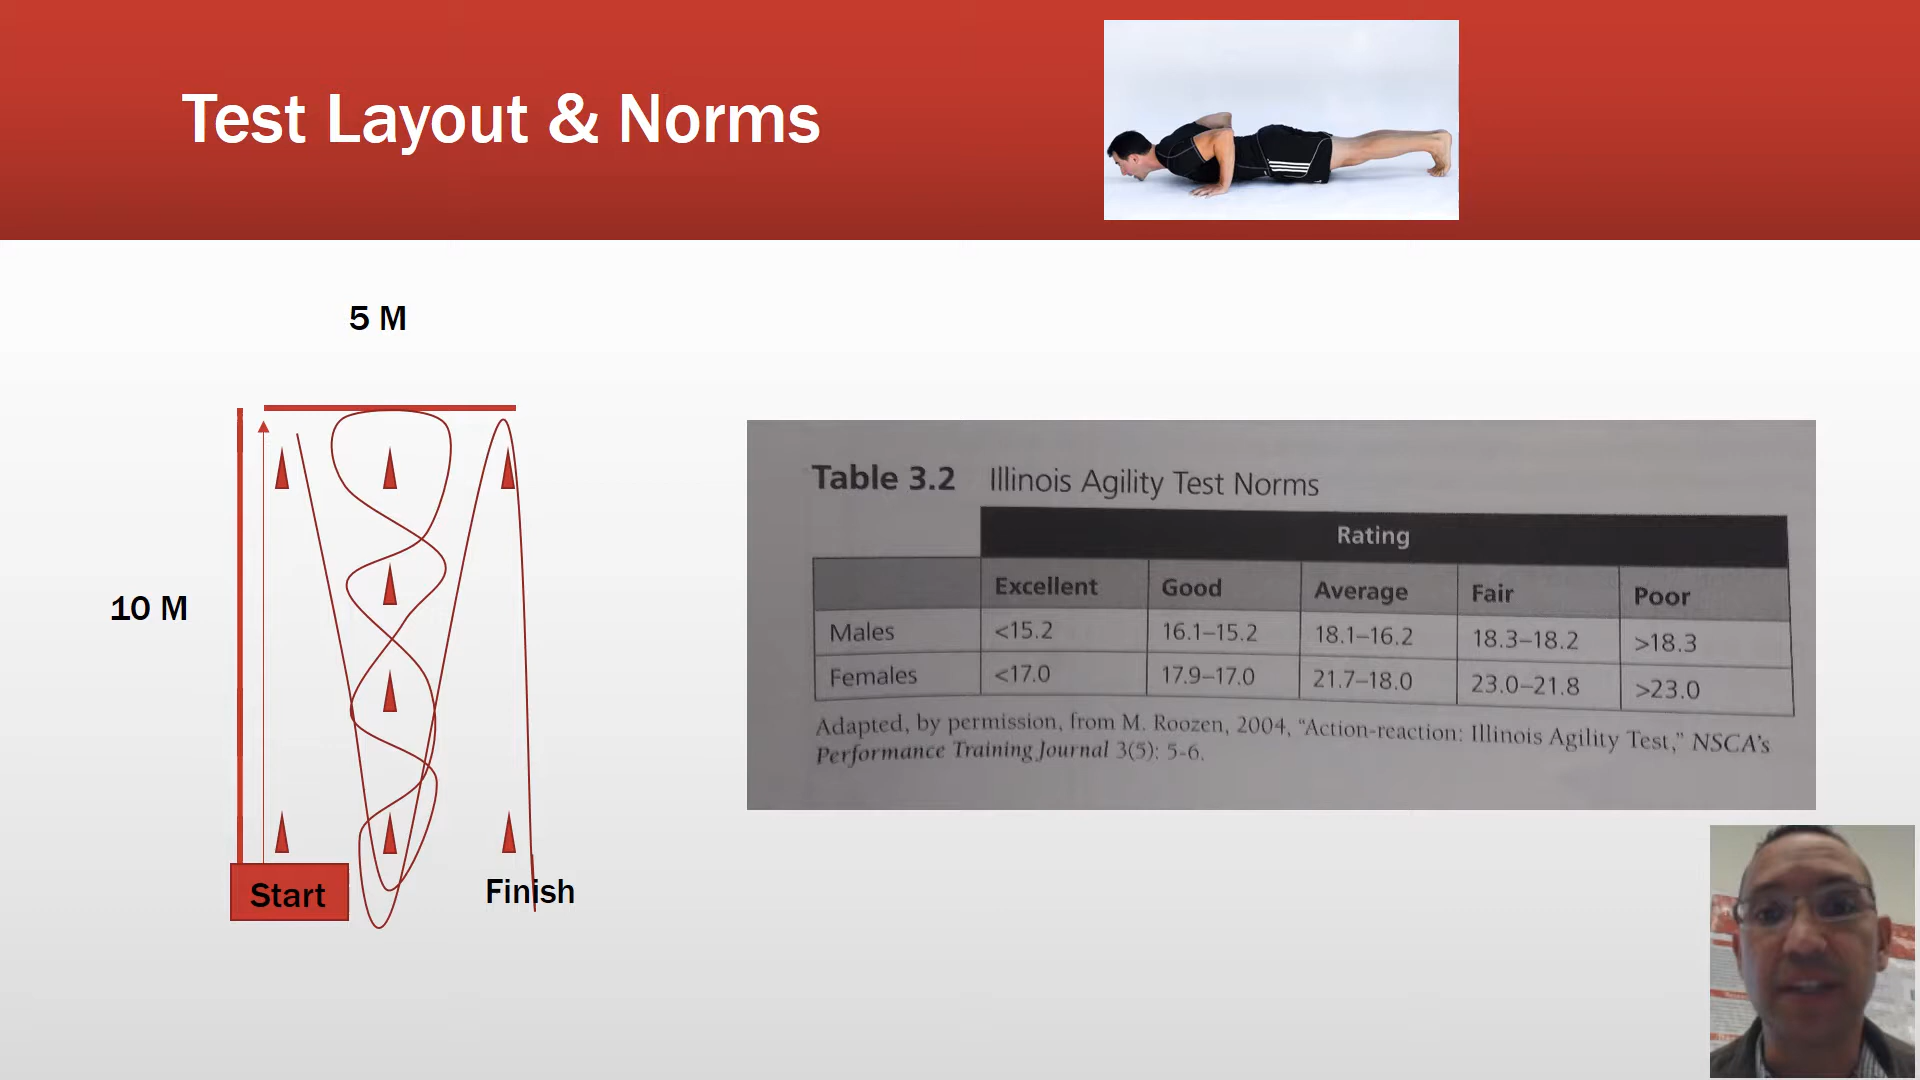 Test Layout & Norms
5 M
10 M
Start
Finish
Table 3.2 Illinois Agility Test Norms
Rating
Excellent Good Average Fair Poor
Males <15.2 16.1–15.2 18.1–16.2 18.3–18.2 >18.3
Females <17.0 17.9–17.0 21.7–18.0 23.0–21.8 >23.0
Adapted, by permission, from M. Roozen, 2004, “Action-reaction: Illinois Agility Test,” NSCA’s
Performance Training Journal 3(5): 5-6.